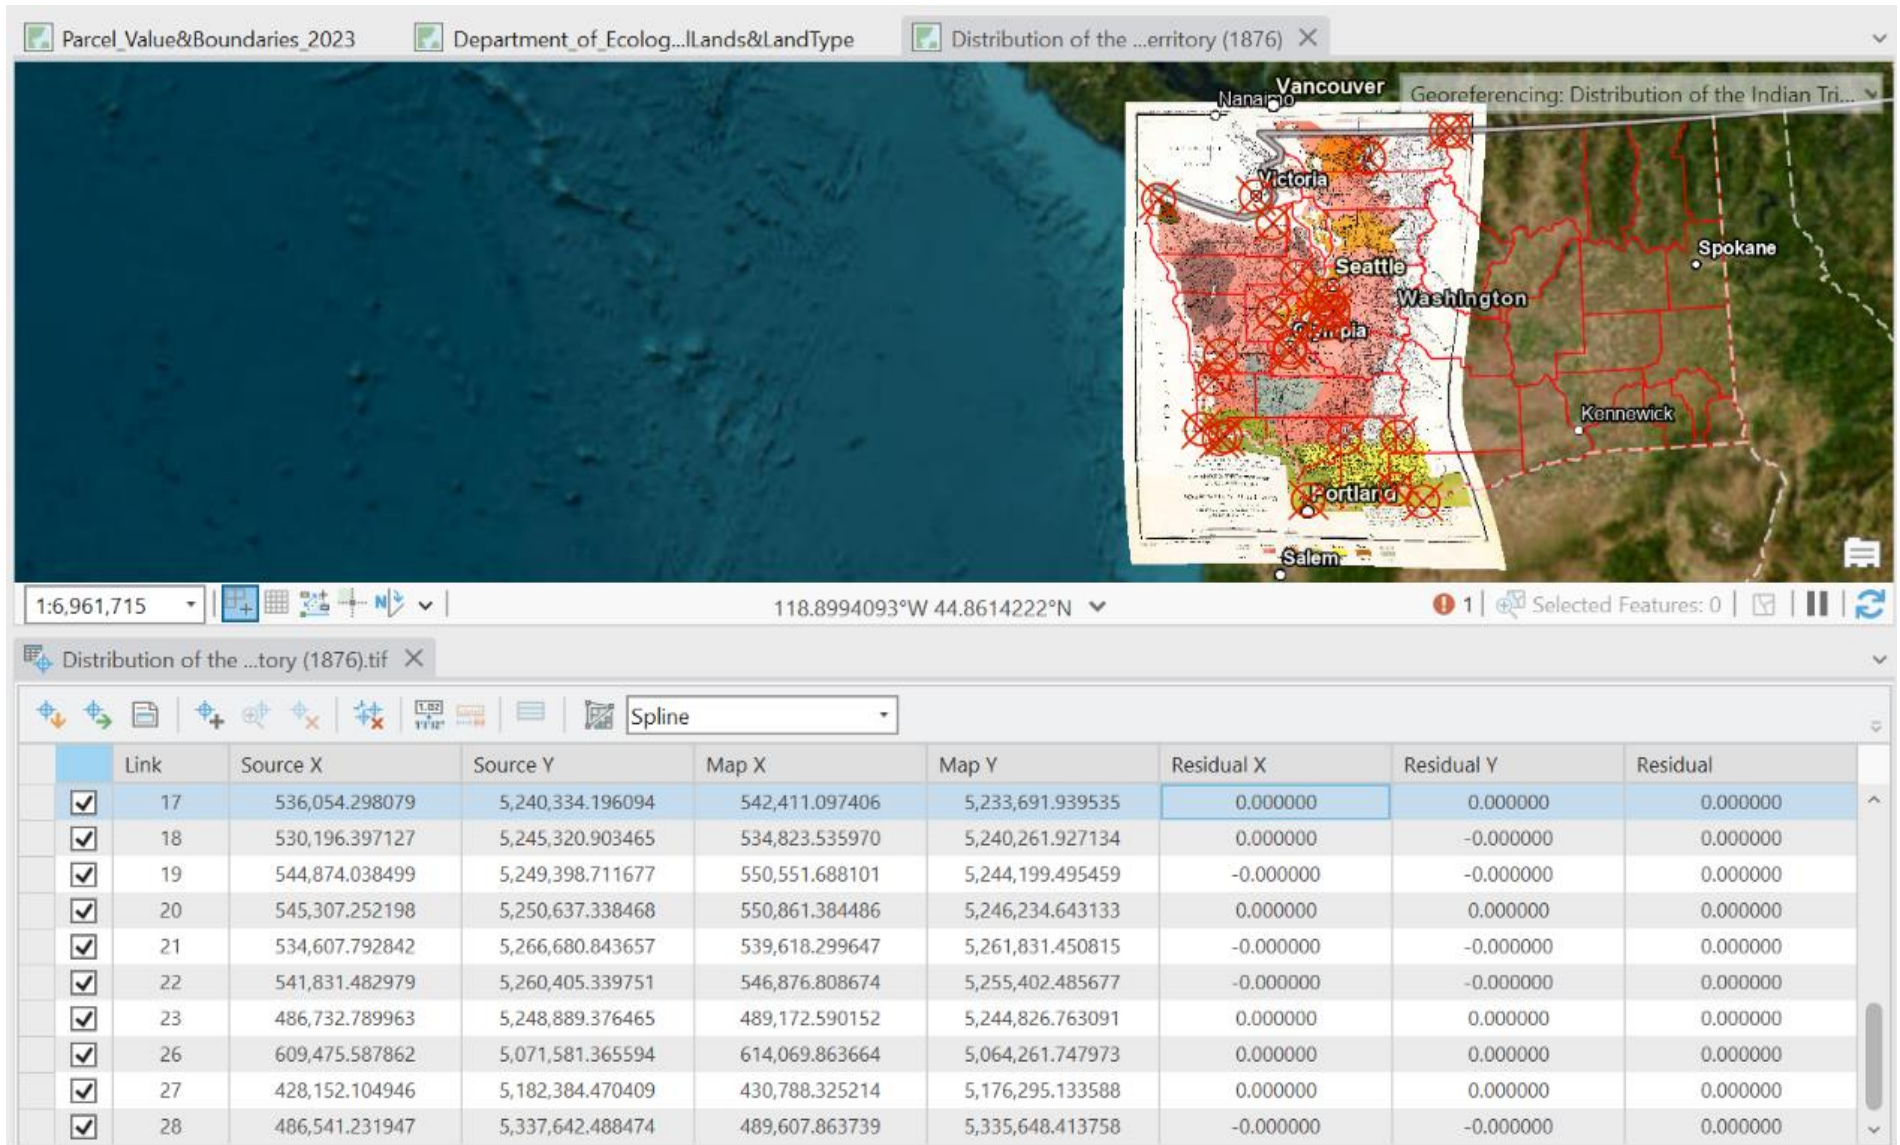 Parcel_Value&Boundaries_2023 Department_of_Ecolog...lLands&LandType Distribution of the ...erritory (1876)
Vancouver
Nanaimo
Georeferencing: Distribution of the Indian Tri...
Victoria
Spokane
Seattle
Washington
Kennewick
Portland
Salem
1:6,961,715 118.8994093°W 44.8614222°N 1 Selected Features: 0
Distribution of the ...tory (1876).tif
Spline
Link Source X Source Y Map X Map Y Residual X Residual Y Residual
17 536,054.298079 5,240,334.196094 542,411.097406 5,233,691.939535 0.000000 0.000000 0.000000
18 530,196.397127 5,245,320.903465 534,823.535970 5,240,261.927134 0.000000 -0.000000 0.000000
19 544,874.038499 5,249,398.711677 550,551.688101 5,244,199.495459 -0.000000 -0.000000 0.000000
20 545,307.252198 5,250,637.338468 550,861.384486 5,246,234.643133 0.000000 0.000000 0.000000
21 534,607.792842 5,266,680.843657 539,618.299647 5,261,831.450815 -0.000000 -0.000000 0.000000
22 541,831.482979 5,260,405.339751 546,876.808674 5,255,402.485677 -0.000000 -0.000000 0.000000
23 486,732.789963 5,248,889.376465 489,172.590152 5,244,826.763091 0.000000 0.000000 0.000000
26 609,475.587862 5,071,581.365594 614,069.863664 5,064,261.747973 0.000000 0.000000 0.000000
27 428,152.104946 5,182,384.470409 430,788.325214 5,176,295.133588 0.000000 0.000000 0.000000
28 486,541.231947 5,337,642.488474 489,607.863739 5,335,648.413758 -0.000000 -0.000000 0.000000